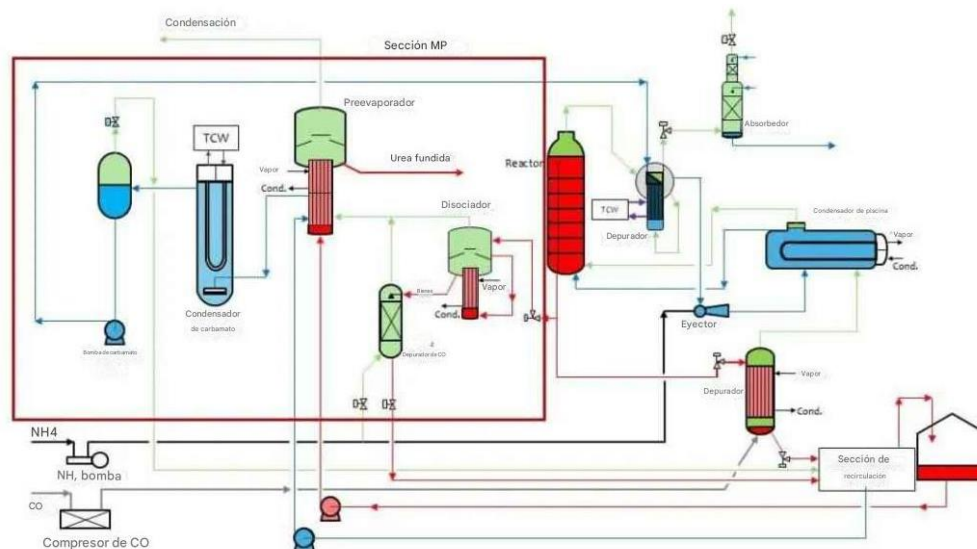 Condensación
Sección MP
Preevaporador
TCW
Vapor
Cond.
Urea fundida
Reactor
Absorbedor
Disociador
TCW
Depurador
Condensador de piscina
Vapor
Cond.
Vapor
Cond.
Condensador
de carbamato
Eyector
Bomba de carbamato
Depurador de CO
Depurador
Vapor
Cond.
NH4
NH, bomba
CO
Compresor de CO
Sección de
recirculación